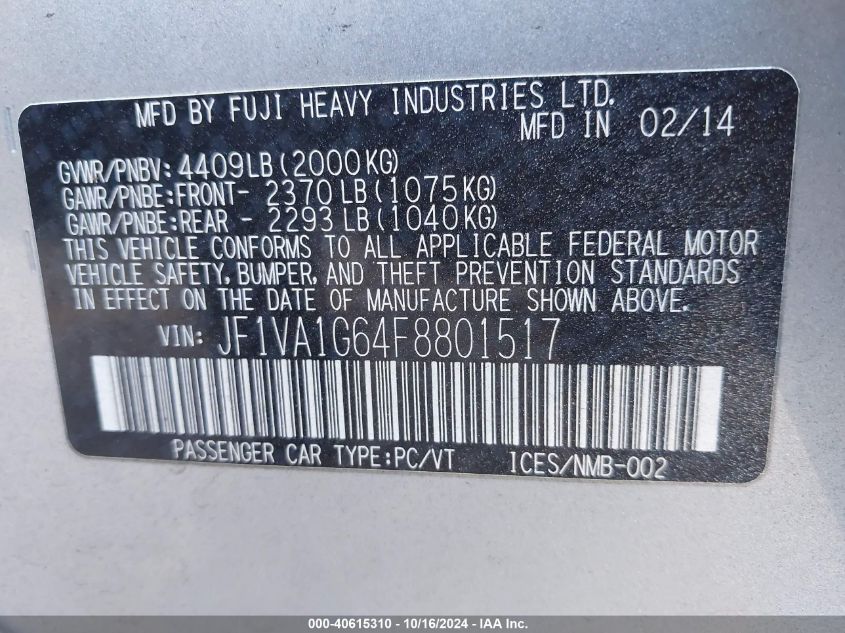 MFD BY FUJI HEAVY INDUSTRIES LTD.
MFD IN 02/14
GVWR/PNBV: 4409LB (2000KG)
GAWR/PNBE:FRONT- 2370 LB (1075KG)
GAWR/PNBE:REAR - 2293 LB (1040KG)
THIS VEHICLE CONFORMS TO ALL APPLICABLE FEDERAL MOTOR
VEHICLE SAFETY, BUMPER, AND THEFT PREVENTION STANDARDS
IN EFFECT ON THE DATE OF MANUFACTURE SHOWN ABOVE.
VIN: JF1VA1G64F8801517
PASSENGER CAR TYPE:PC/VT ICES/NMB-002
000-40615310 - 10/16/2024 - Copyright © 2024 IAA, Inc.